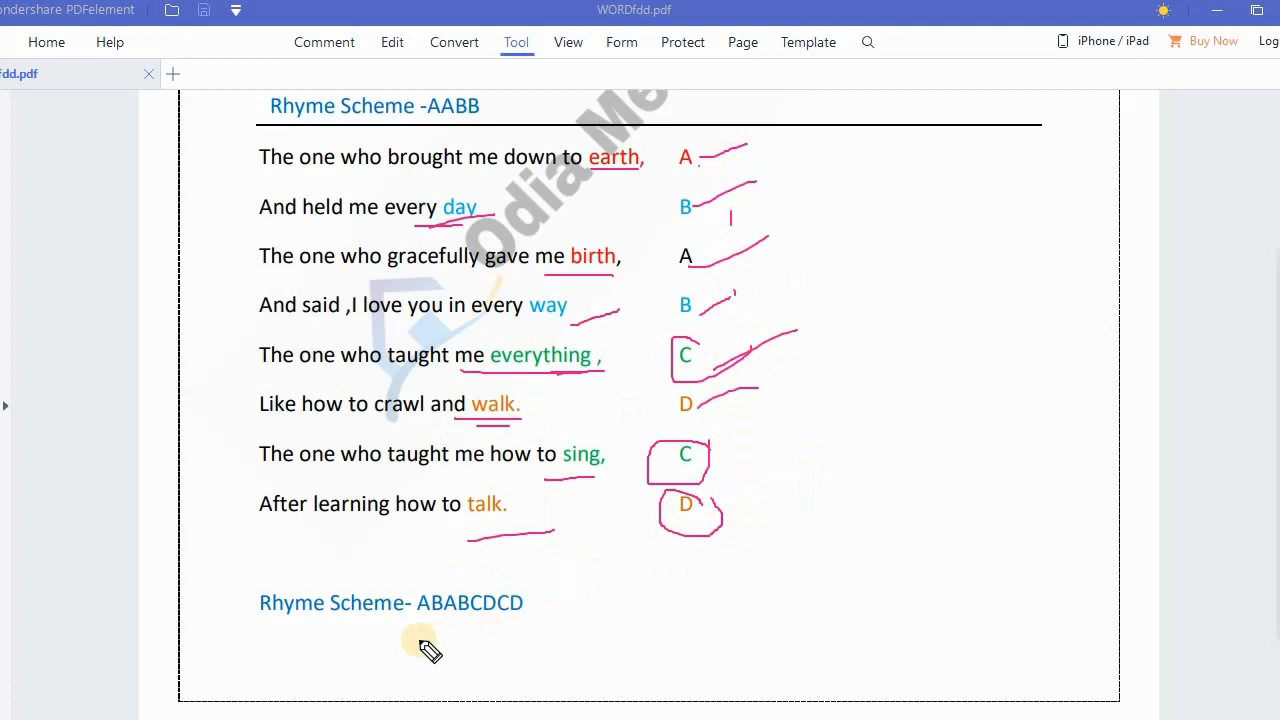 ondershare PDFelement
WORDfdd.pdf
Home Help Comment Edit Convert Tool View Form Protect Page Template iPhone / iPad Buy Now Log
fdd.pdf
Rhyme Scheme -AABB
The one who brought me down to earth, A
And held me every day B
The one who gracefully gave me birth, A
And said ,I love you in every way B
The one who taught me everything , C
Like how to crawl and walk. D
The one who taught me how to sing, C
After learning how to talk. D
Rhyme Scheme- ABABCDCD
Odia Me